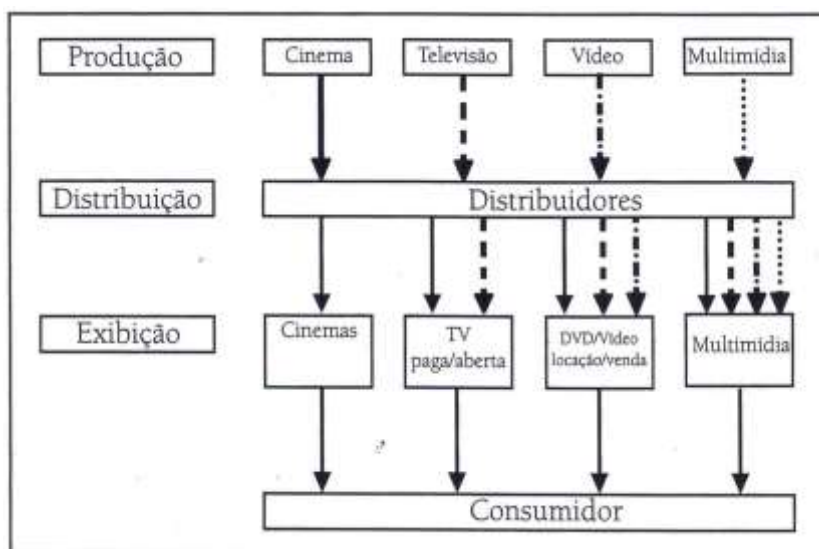 Produção
Cinema
Televisão
Vídeo
Multimídia
Distribuição
Distribuidores
Exibição
Cinemas
TV
paga/aberta
DVD/Vídeo
locação/venda
Multimídia
Consumidor